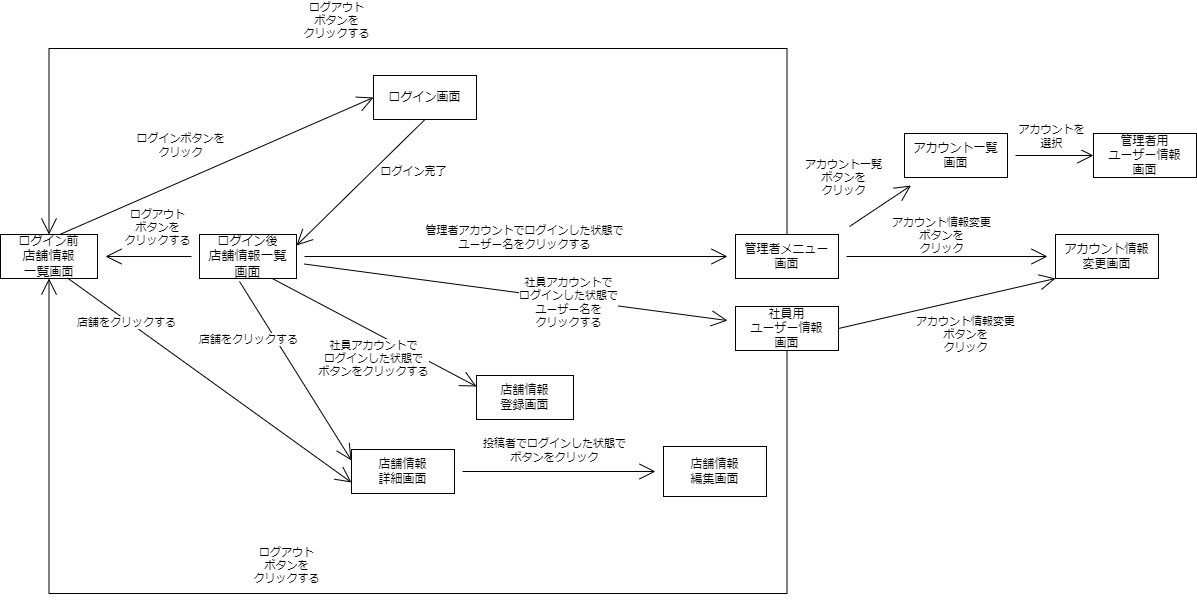 ログアウト
ボタンを
クリックする
ログイン画面
ログインボタンを
クリック
ログイン完了
アカウント一覧
ボタンを
クリック
アカウント一覧
画面
アカウントを
選択
管理者用
ユーザー情報
画面
ログイン前
店舗情報
一覧画面
ログアウト
ボタンを
クリックする
ログイン後
店舗情報一覧
画面
管理者アカウントでログインした状態で
ユーザー名をクリックする
管理者メニュー
画面
アカウント情報変更
ボタンを
クリック
アカウント情報
変更画面
社員アカウントで
ログインした状態で
ユーザー名を
クリックする
社員用
ユーザー情報
画面
アカウント情報変更
ボタンを
クリック
店舗をクリックする
店舗をクリックする
社員アカウントで
ログインした状態で
ボタンをクリックする
店舗情報
登録画面
店舗情報
詳細画面
投稿者でログインした状態で
ボタンをクリック
店舗情報
編集画面
ログアウト
ボタンを
クリックする